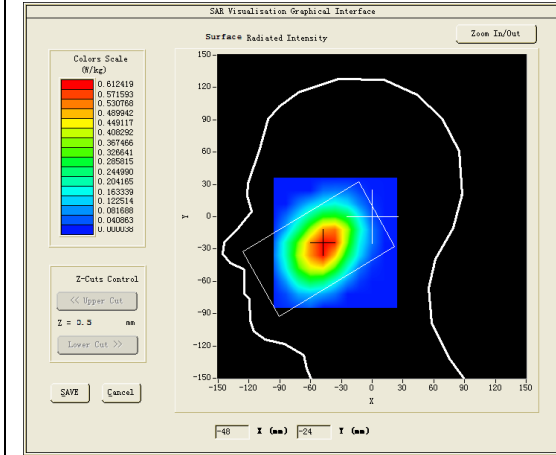 SAR Visualisation Graphical Interface
Surface Radiated Intensity
Zoom In/Out
Colors Scale
(W/kg)
0.612419
0.571593
0.530768
0.489942
0.449117
0.408292
0.367466
0.326641
0.285815
0.244990
0.204165
0.163339
0.122514
0.081688
0.040863
0.000038
150
120
90
60
30
0
-30
-60
-90
-120
-150
Y
-150 -120 -90 -60 -30 0 30 60 90 120 150
X
Z-Cuts Control
<< Upper Cut
Z = 0.5 mm
Lower Cut >>
SAVE Cancel
-48 X (mm) -24 Y (mm)